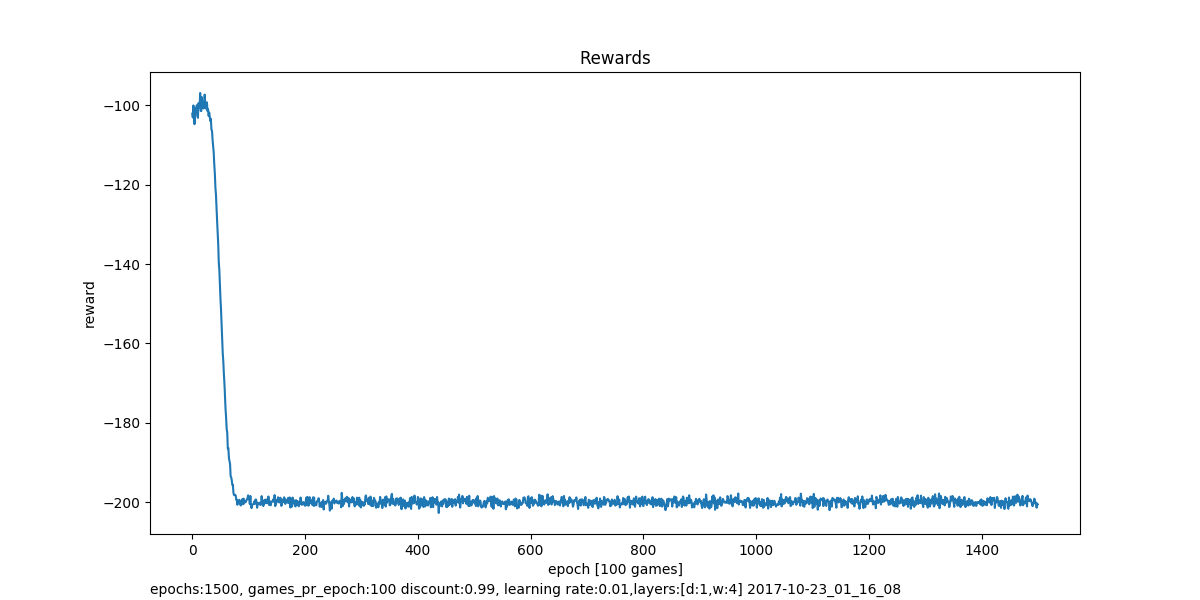 Rewards
−100
−120
−140
−160
−180
−200
reward
0 200 400 600 800 1000 1200 1400
epoch [100 games]
epochs:1500, games_pr_epoch:100 discount:0.99, learning rate:0.01,layers:[d:1,w:4] 2017-10-23_01_16_08